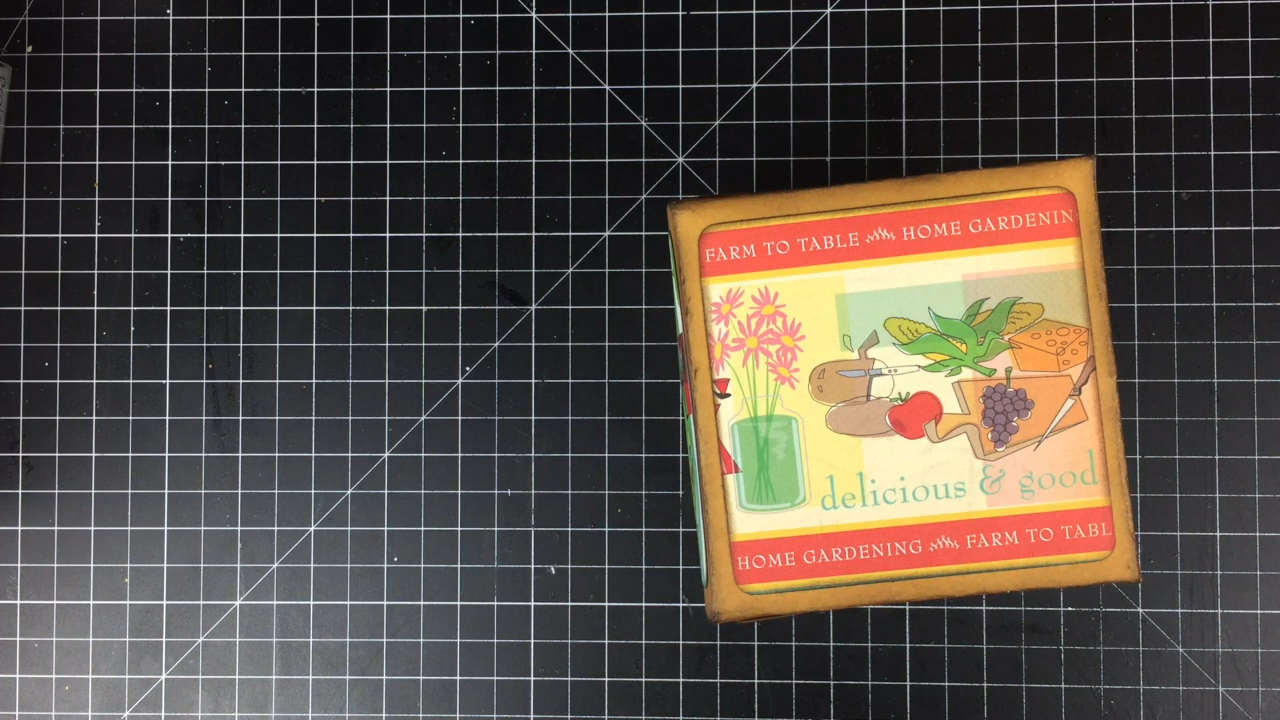 FARM TO TABLE HOME GARDENIN
delicious & good
HOME GARDENING FARM TO TABL